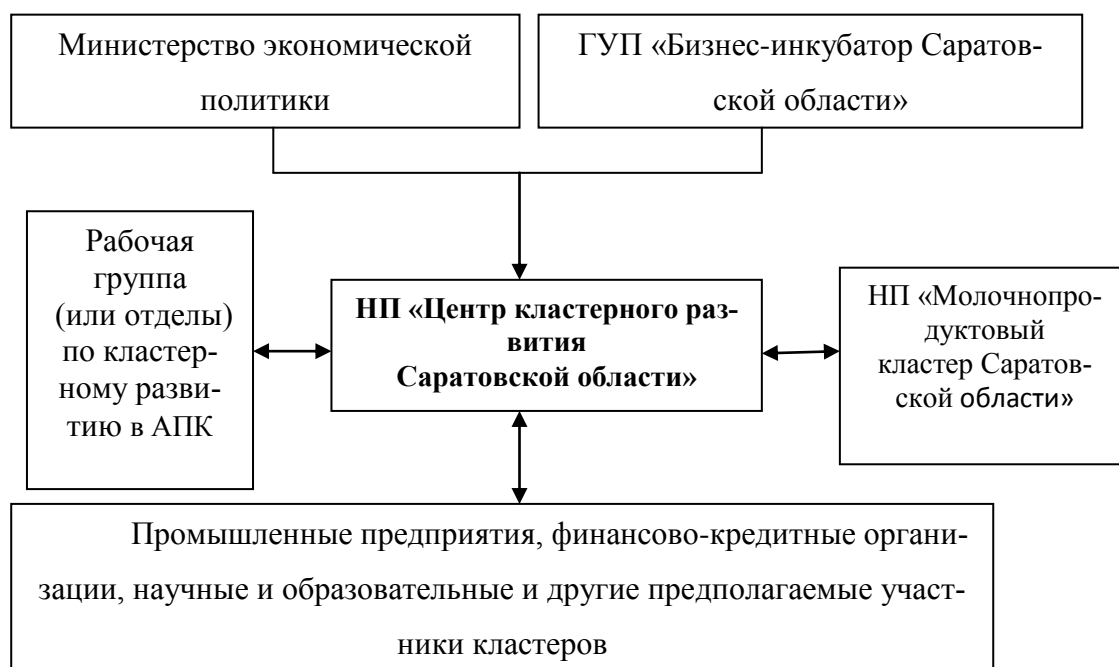 Министерство экономической
политики
ГУП «Бизнес-инкубатор Саратов-
ской области»
Рабочая
группа
(или отделы)
по кластер-
ному разви-
тию в АПК
НП «Центр кластерного раз-
вития
Саратовской области»
НП «Молочнопро-
дуктовый
кластер Саратов-
ской области»
Промышленные предприятия, финансово-кредитные органи-
зации, научные и образовательные и другие предполагаемые участ-
ники кластеров